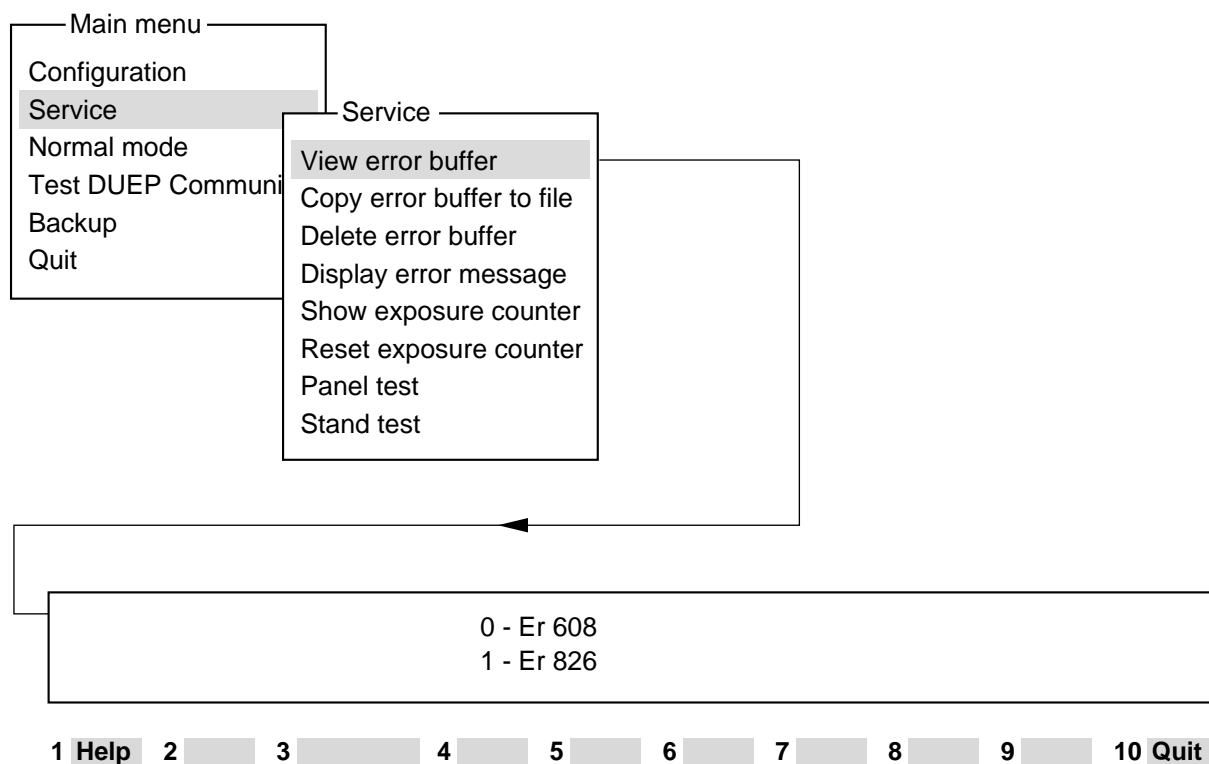 Main menu
Configuration
Service
Normal mode
Test DUEP Communi
Backup
Quit
Service
View error buffer
Copy error buffer to file
Delete error buffer
Display error message
Show exposure counter
Reset exposure counter
Panel test
Stand test
0 - Er 608
1 - Er 826
1 Help 2 3 4 5 6 7 8 9 10 Quit